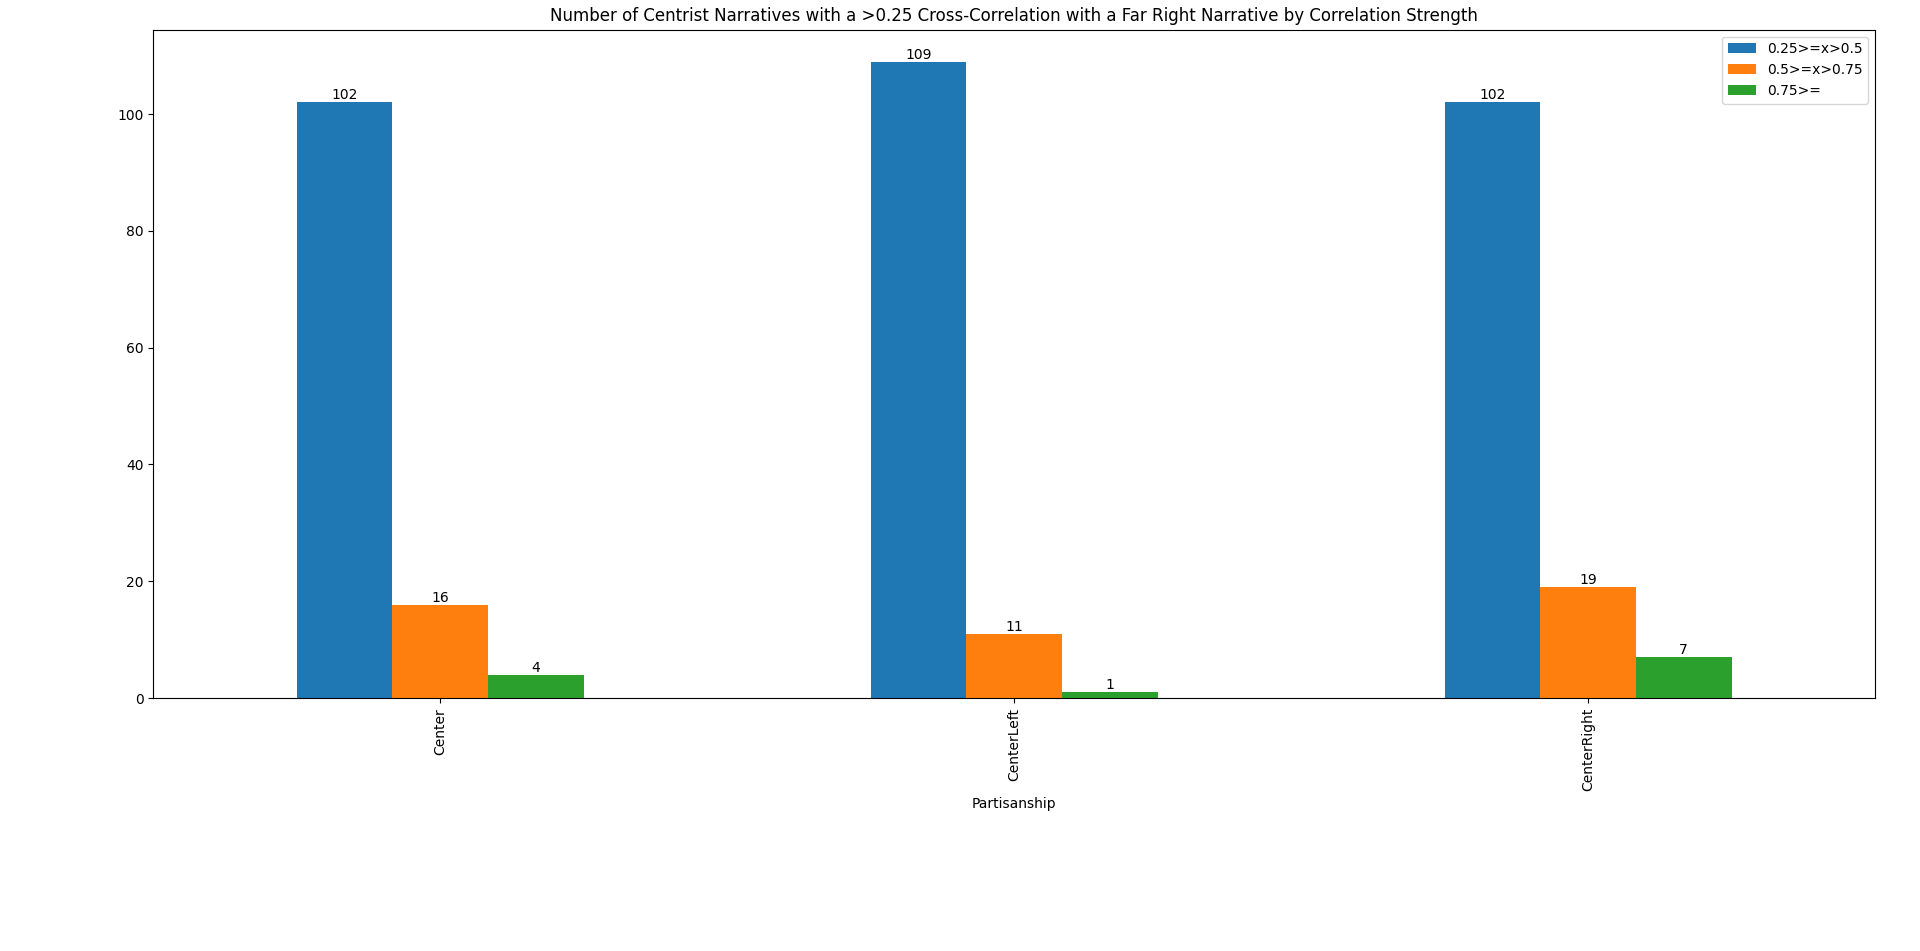 Number of Centrist Narratives with a >0.25 Cross-Correlation with a Far Right Narrative by Correlation Strength
0.25>=x>0.5
0.5>=x>0.75
0.75>=
109
102
102
100
80
60
40
20
0
16
4
11
1
19
7
Center
CenterLeft
CenterRight
Partisanship